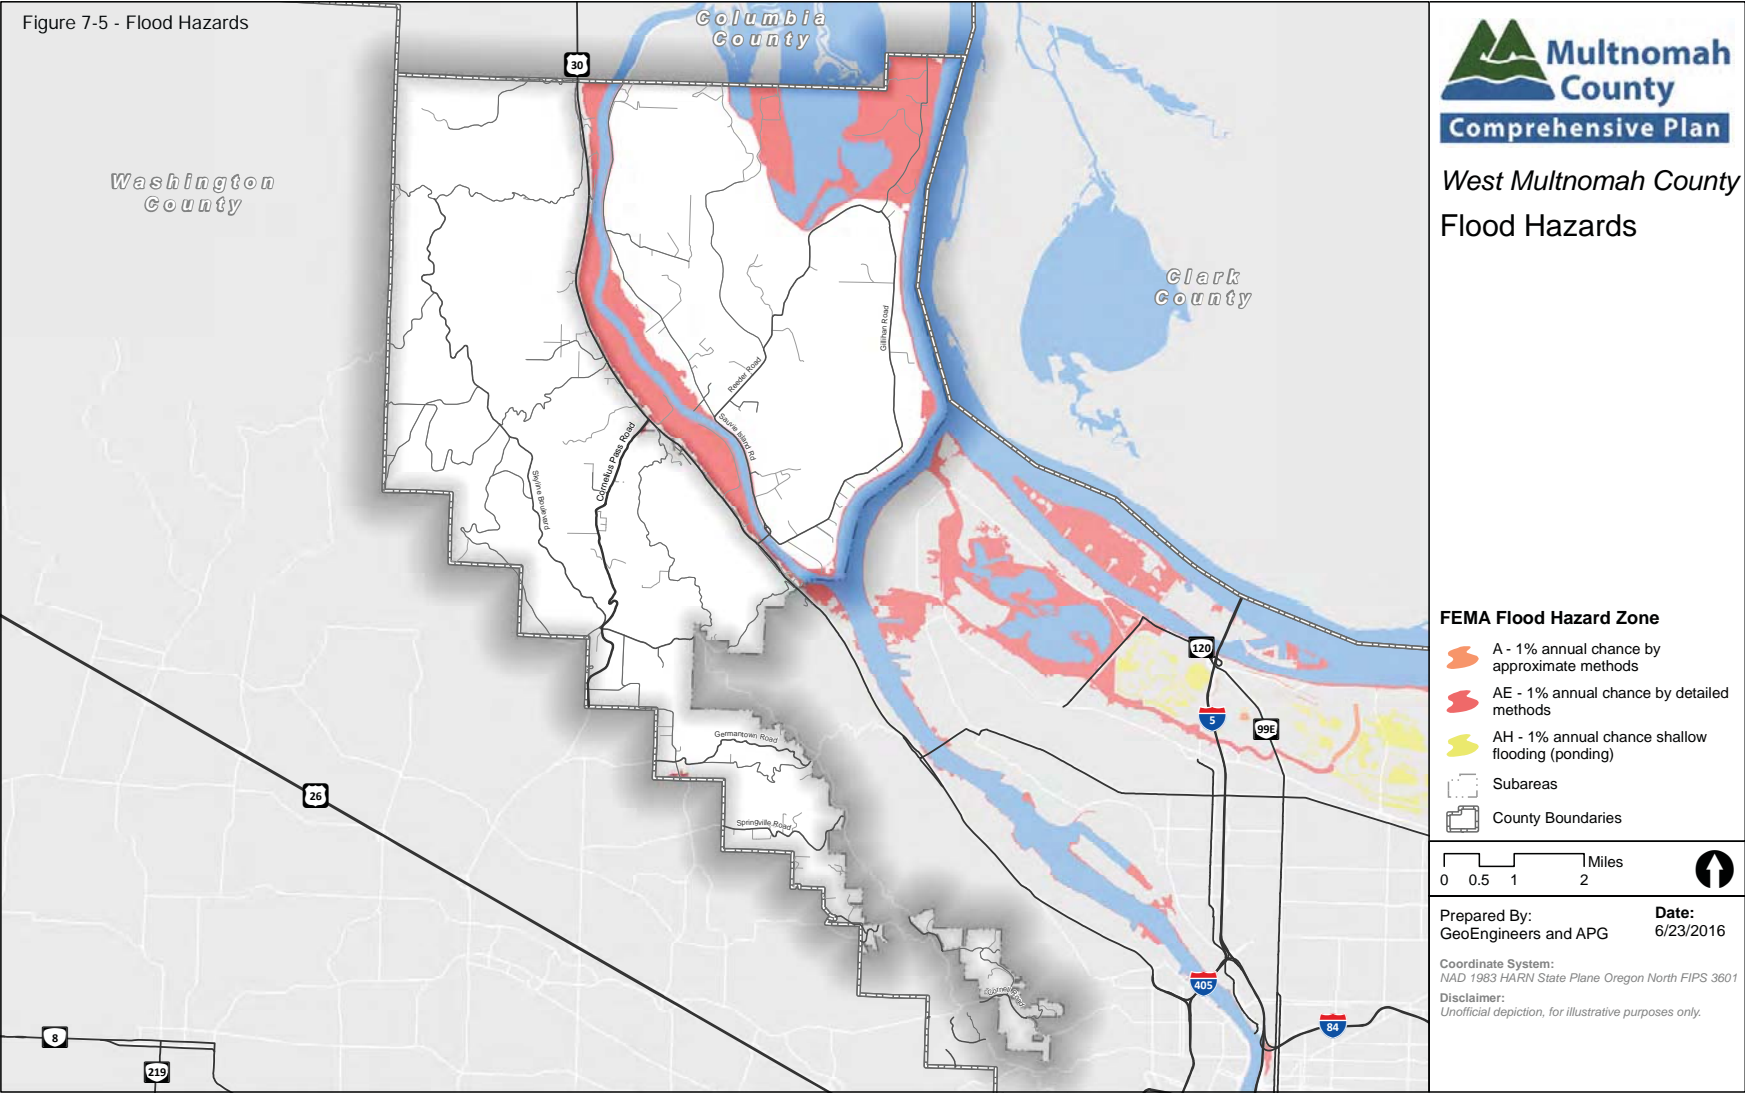 Figure 7-5 - Flood Hazards
Columbia
County
30
Washington
County
Clark
County
Gillihan Road
Reeder Road
Sauvie Island Rd
Cornelius Pass Road
Skyline Boulevard
120
5
99E
Germantown Road
26
Springville Road
Cornell Road
405
84
8
219
Multnomah
County
Comprehensive Plan
West Multnomah County
Flood Hazards
FEMA Flood Hazard Zone
A - 1% annual chance by
approximate methods
AE - 1% annual chance by detailed
methods
AH - 1% annual chance shallow
flooding (ponding)
Subareas
County Boundaries
Miles
0 0.5 1 2
Prepared By:
GeoEngineers and APG
Date:
6/23/2016
Coordinate System:
NAD 1983 HARN State Plane Oregon North FIPS 3601
Disclaimer:
Unofficial depiction, for illustrative purposes only.